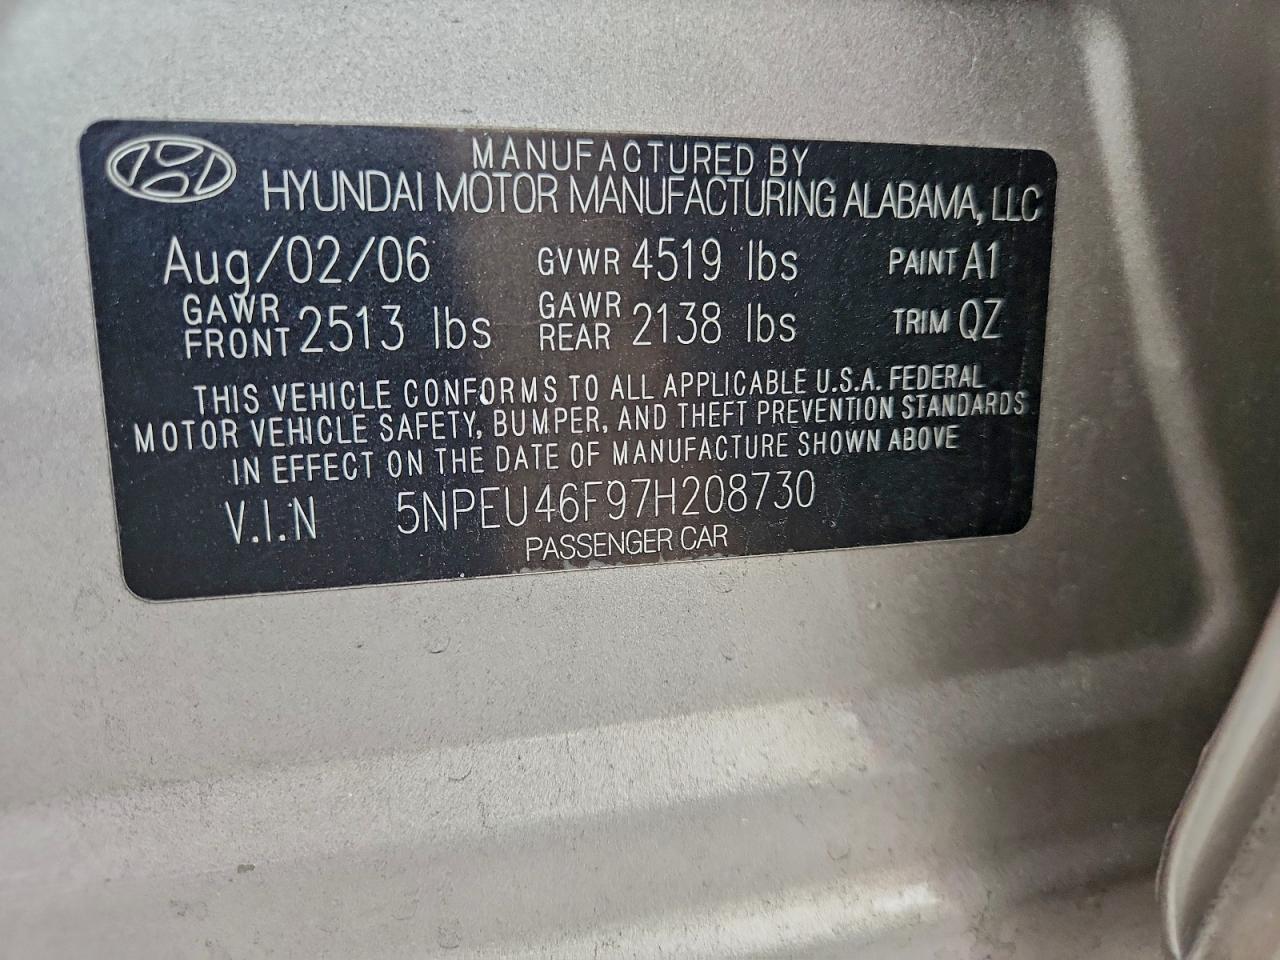 MANUFACTURED BY
HYUNDAI MOTOR MANUFACTURING ALABAMA, LLC
Aug/02/06 GVWR 4519 lbs PAINT A1
GAWR FRONT 2513 lbs GAWR REAR 2138 lbs TRIM QZ
THIS VEHICLE CONFORMS TO ALL APPLICABLE U.S.A. FEDERAL
MOTOR VEHICLE SAFETY, BUMPER, AND THEFT PREVENTION STANDARDS
IN EFFECT ON THE DATE OF MANUFACTURE SHOWN ABOVE
V.I.N 5NPEU46F97H208730
PASSENGER CAR